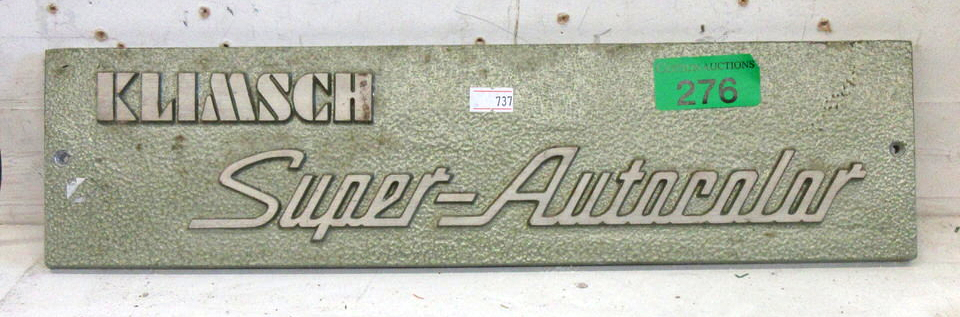 KLIMSCH
737
AUCTIONS
276
Super-Autocolor